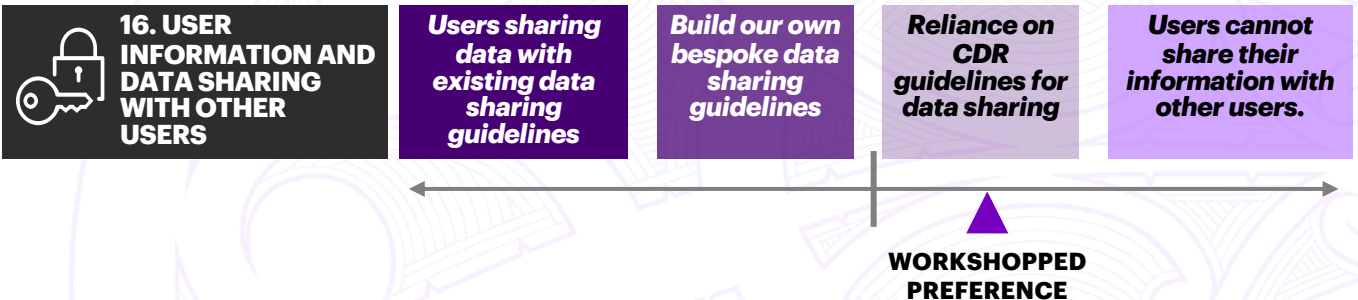 16. USER
INFORMATION AND
DATA SHARING
WITH OTHER
USERS
Users sharing
data with
existing data
sharing
guidelines
Build our own
bespoke data
sharing
guidelines
Reliance on
CDR
guidelines for
data sharing
Users cannot
share their
information with
other users.
WORKSHOPPED
PREFERENCE